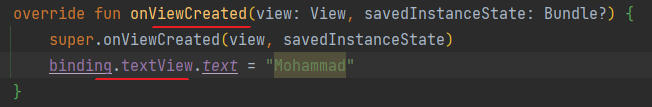 override fun onViewCreated(view: View, savedInstanceState: Bundle?) {
super.onViewCreated(view, savedInstanceState)
binding.textView.text = "Mohammad"
}